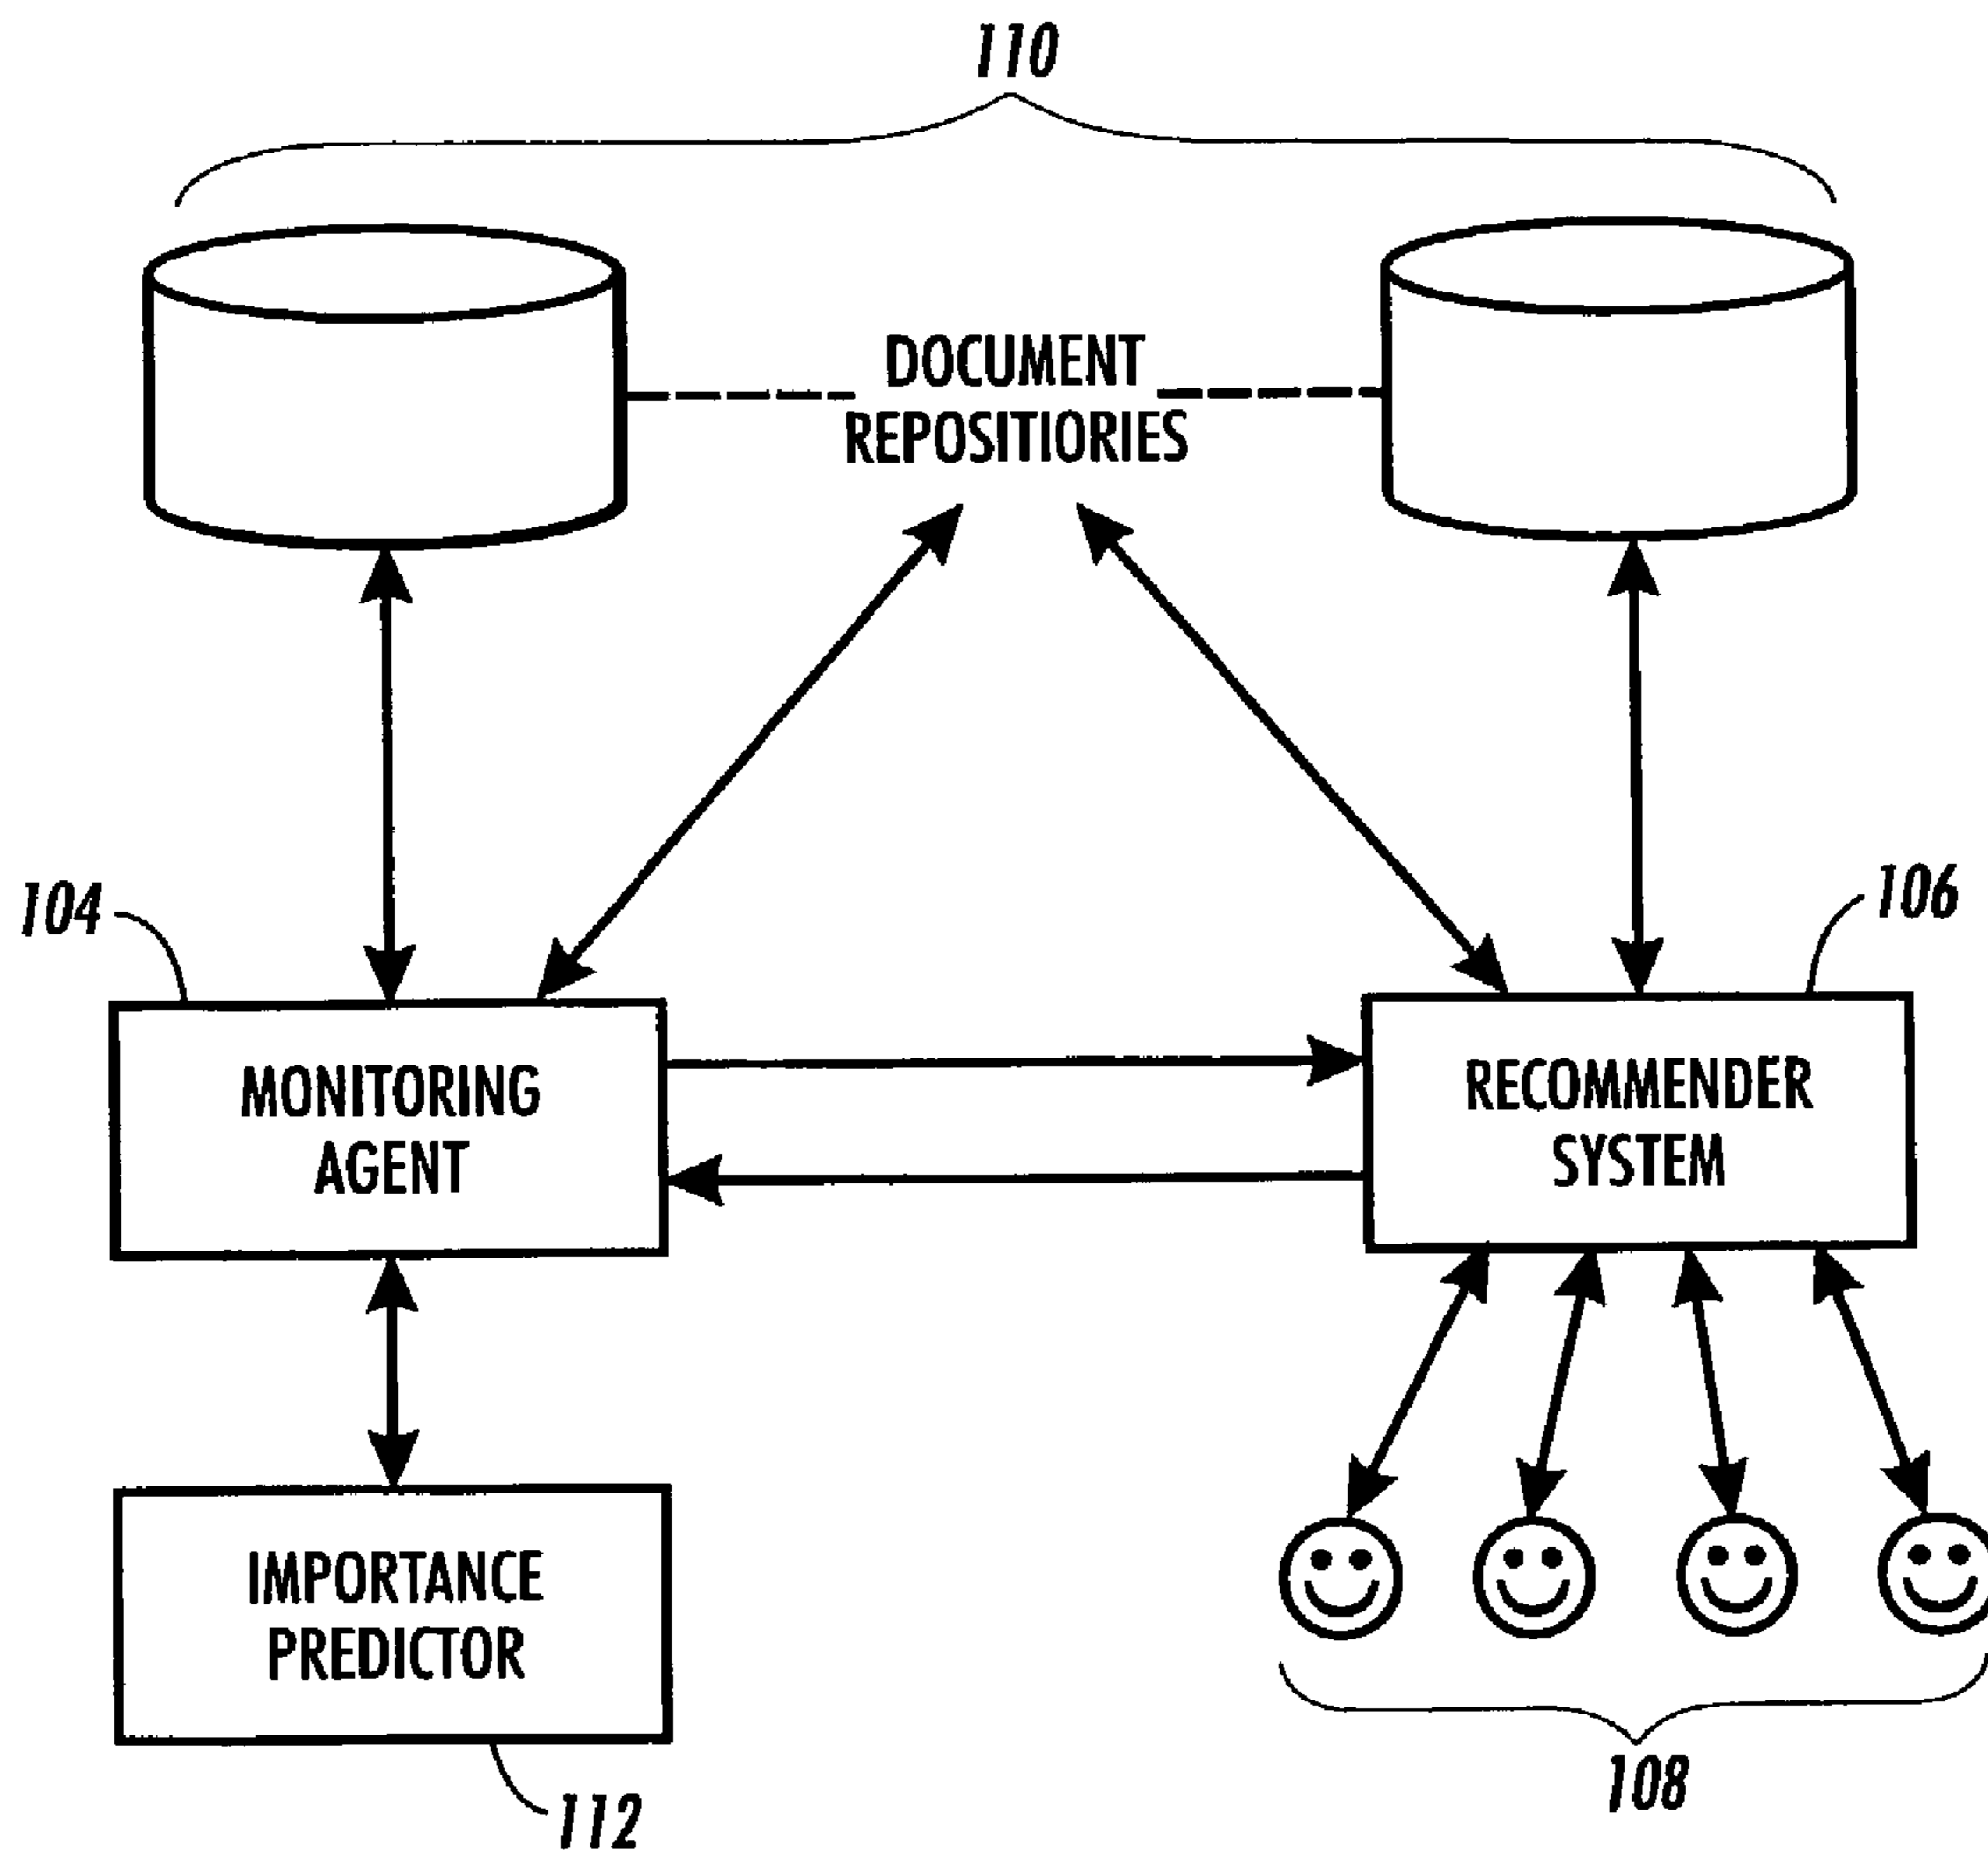 110
DOCUMENT
REPOSITIORIES
104
106
MONITORING
AGENT
RECOMMENDER
SYSTEM
IMPORTANCE
PREDICTOR
108
112